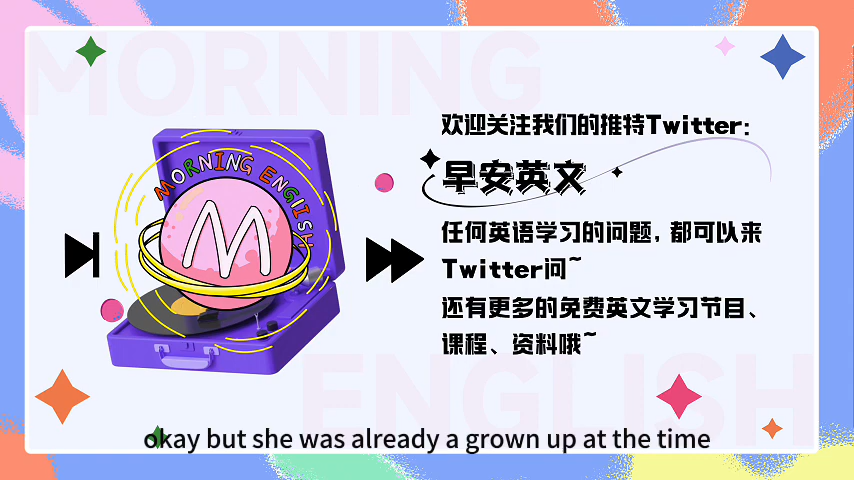 MORNING
欢迎关注我们的推特Twitter:
早安英文
MORNING ENGLISH
M
任何英语学习的问题,都可以来
Twitter问~
还有更多的免费英文学习节目、
课程、资料哦~
ENGLISH
okay but she was already a grown up at the time